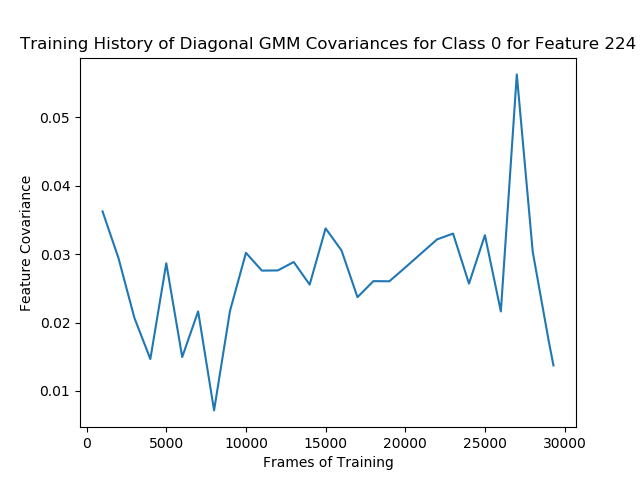 Training History of Diagonal GMM Covariances for Class 0 for Feature 224
0.05
0.04
0.03
0.02
0.01
Feature Covariance
0 5000 10000 15000 20000 25000 30000
Frames of Training